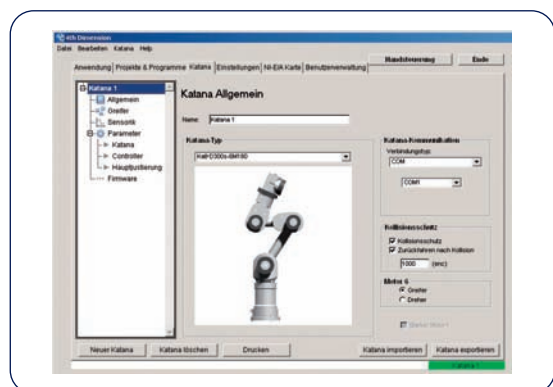 4th Dimension
Datei Bearbeiten Katana Help
Handsteuerung Ende
Anwendung Projekte & Programme Katana Einstellungen NI-E/A Karte Benutzerverwaltung
Katana 1
Allgemein
Greifer
Sensorik
Parameter
Katana
Controller
Hauptjustierung
Firmware
Katana Allgemein
Name: Katana 1
Katana-Typ
Katana-Kommunikation
Verbindungstyp:
COM
COM1
Kollisionsschutz
Kollisionsschutz
Zurückfahren nach Kollision
1000 (enc)
Motor 6
Greifer
Dreher
Neuer Katana Katana löschen Drucken Katana importieren Katana exportieren
Katana 1